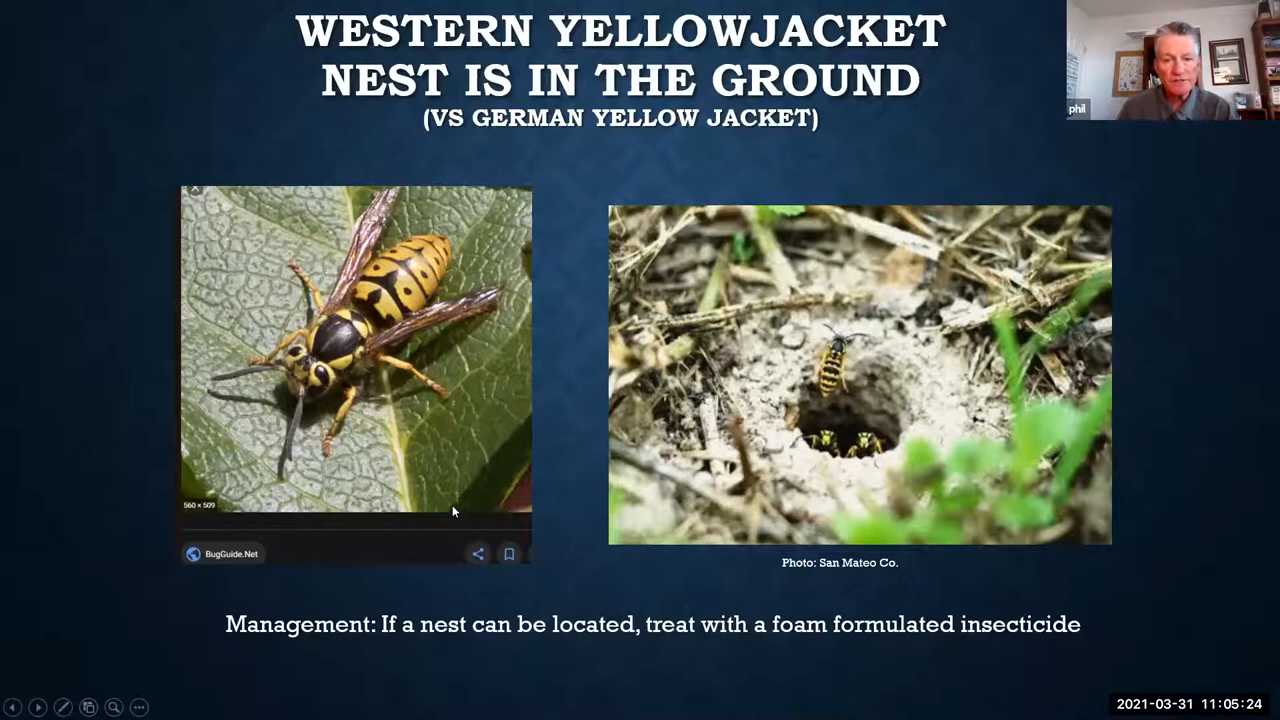 WESTERN YELLOWJACKET
NEST IS IN THE GROUND
(VS GERMAN YELLOW JACKET)
phil
560 × 509
BugGuide.Net
Photo: San Mateo Co.
Management: If a nest can be located, treat with a foam formulated insecticide
2021-03-31 11:05:24